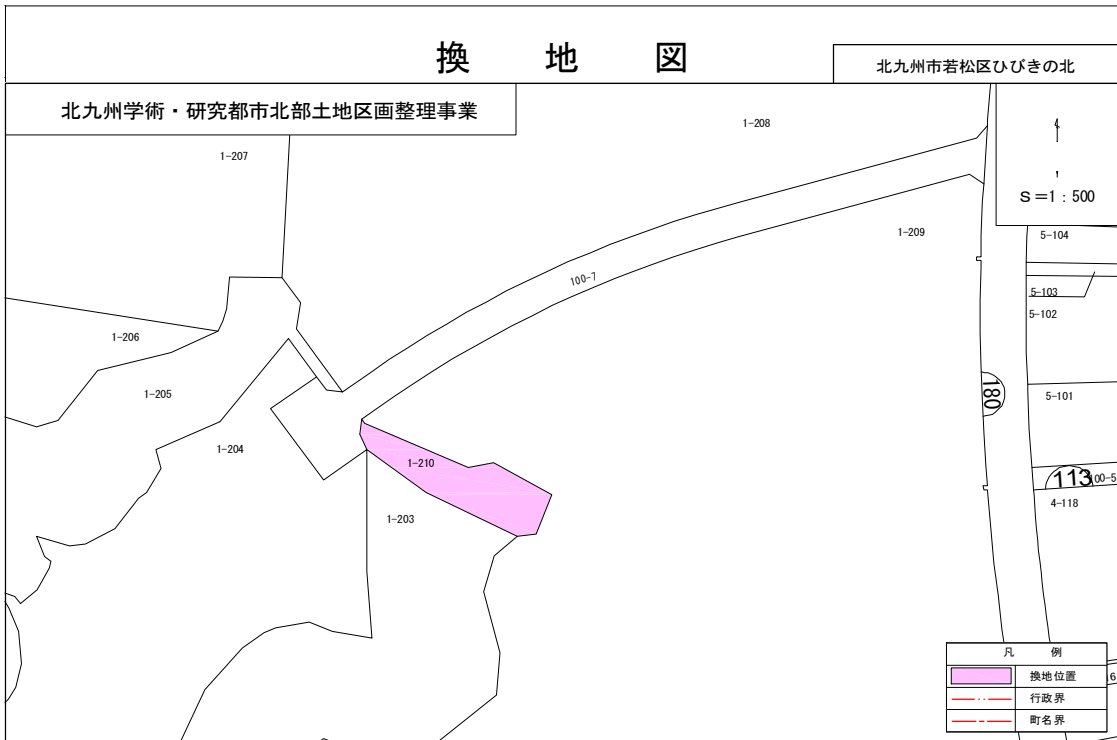 換　地　図
北九州市若松区ひびきの北
北九州学術・研究都市北部土地区画整理事業
S=1：500
1-208
1-207
1-209
5-104
100-7
5-103
5-102
1-206
1-205
180
5-101
1-204
1-210
113
100-5
4-118
1-203
凡　例
換地位置
6
行政界
町名界